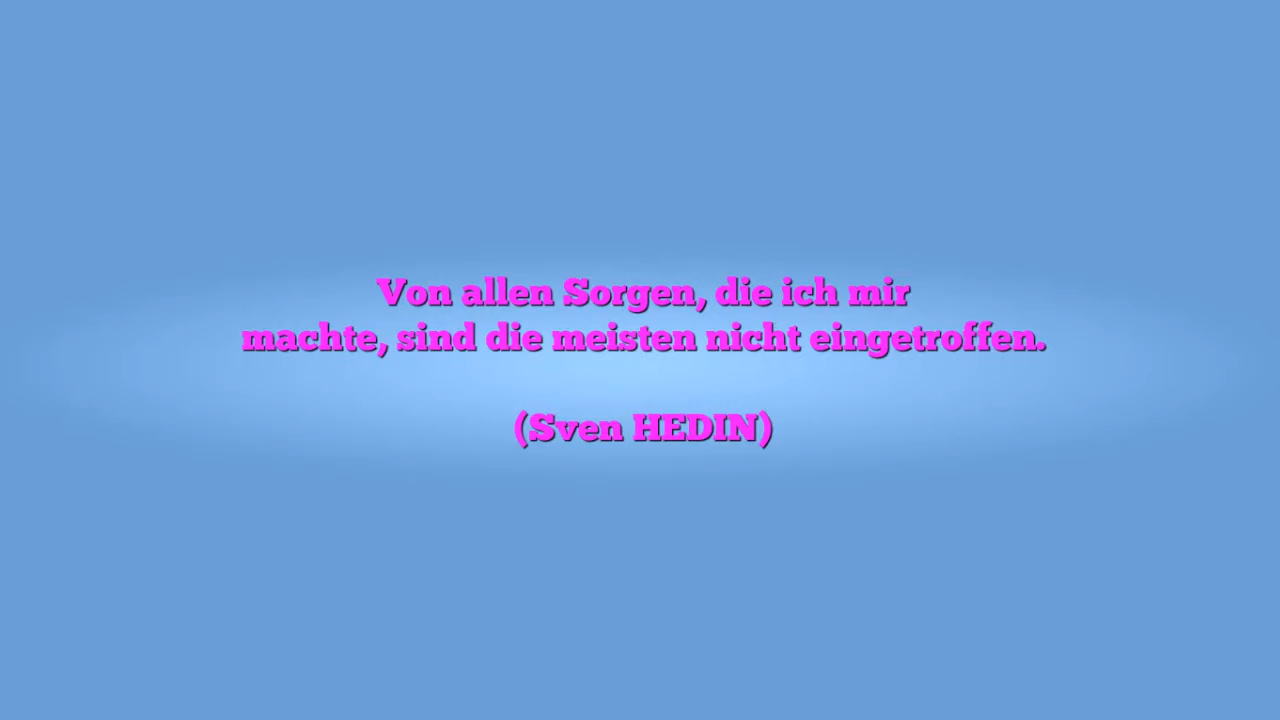 Von allen Sorgen, die ich mir
machte, sind die meisten nicht eingetroffen.
(Sven HEDIN)